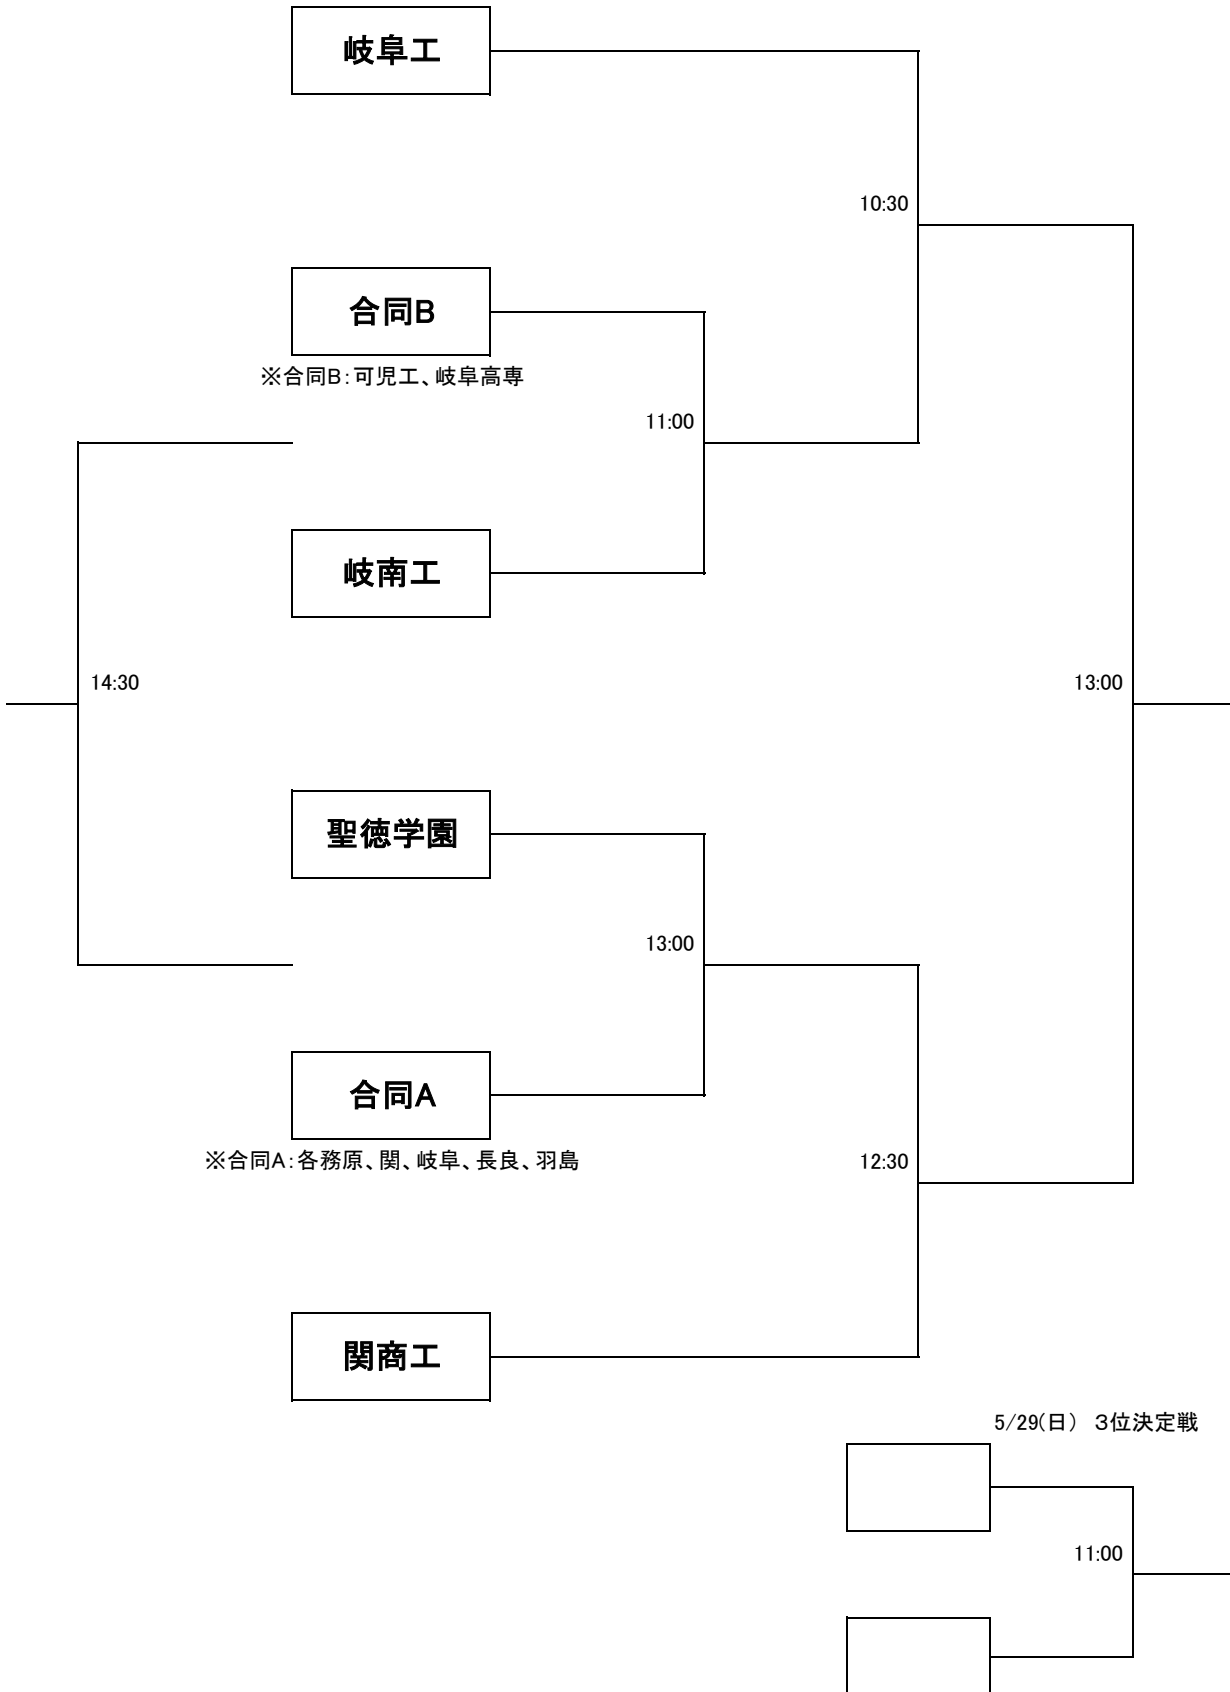 岐阜工
10:30
合同B
※合同B：可児工、岐阜高専
11:00
岐南工
14:30
13:00
聖徳学園
13:00
合同A
※合同A：各務原、関、岐阜、長良、羽島
12:30
関商工
5/29(日)　３位決定戦
11:00